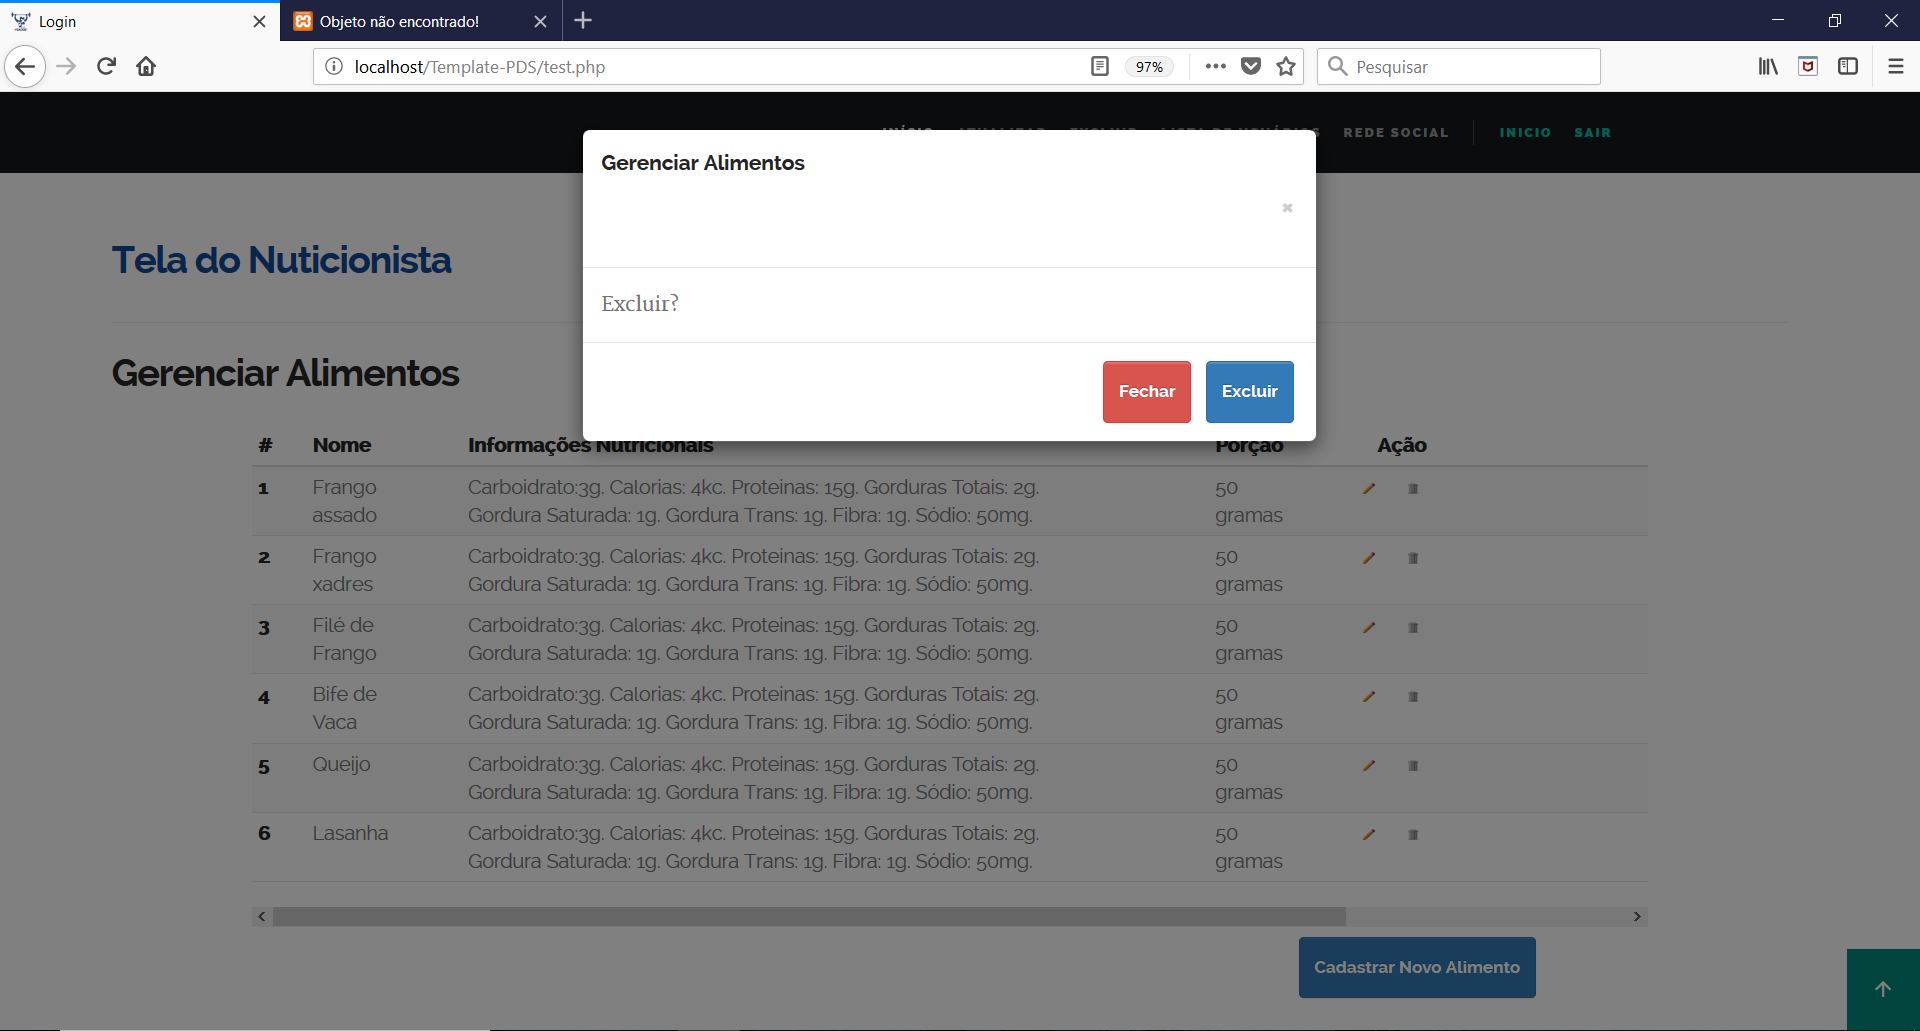 Login
Objeto não encontrado!
localhost/Template-PDS/test.php
97%
Pesquisar
REDE SOCIAL
INICIO
SAIR
Gerenciar Alimentos
Tela do Nuticionista
Excluir?
Gerenciar Alimentos
Fechar
Excluir
# Nome Informações Nutricionais Porção Ação
1 Frango Carboidrato:3g. Calorias: 4kc. Proteinas: 15g. Gorduras Totais: 2g. 50
assado Gordura Saturada: 1g. Gordura Trans: 1g. Fibra: 1g. Sódio: 50mg. gramas
2 Frango Carboidrato:3g. Calorias: 4kc. Proteinas: 15g. Gorduras Totais: 2g. 50
xadres Gordura Saturada: 1g. Gordura Trans: 1g. Fibra: 1g. Sódio: 50mg. gramas
3 Filé de Carboidrato:3g. Calorias: 4kc. Proteinas: 15g. Gorduras Totais: 2g. 50
Frango Gordura Saturada: 1g. Gordura Trans: 1g. Fibra: 1g. Sódio: 50mg. gramas
4 Bife de Carboidrato:3g. Calorias: 4kc. Proteinas: 15g. Gorduras Totais: 2g. 50
Vaca Gordura Saturada: 1g. Gordura Trans: 1g. Fibra: 1g. Sódio: 50mg. gramas
5 Queijo Carboidrato:3g. Calorias: 4kc. Proteinas: 15g. Gorduras Totais: 2g. 50
Gordura Saturada: 1g. Gordura Trans: 1g. Fibra: 1g. Sódio: 50mg. gramas
6 Lasanha Carboidrato:3g. Calorias: 4kc. Proteinas: 15g. Gorduras Totais: 2g. 50
Gordura Saturada: 1g. Gordura Trans: 1g. Fibra: 1g. Sódio: 50mg. gramas
Cadastrar Novo Alimento